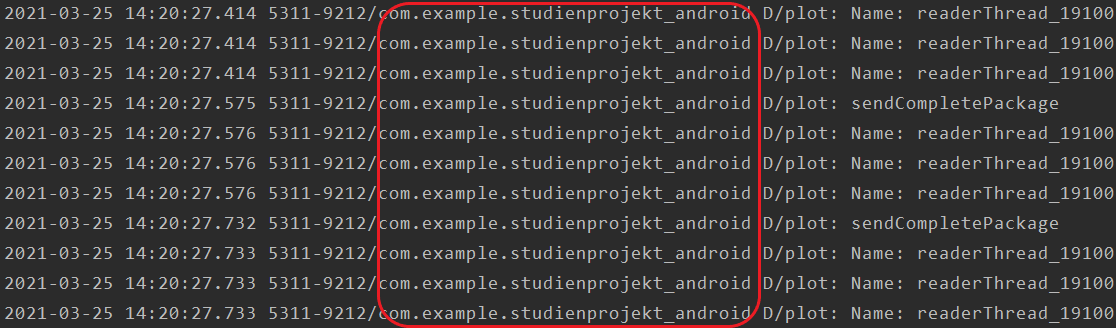 2021-03-25 14:20:27.414 5311-9212/com.example.studienprojekt_android D/plot: Name: readerThread_19100
2021-03-25 14:20:27.414 5311-9212/com.example.studienprojekt_android D/plot: Name: readerThread_19100
2021-03-25 14:20:27.414 5311-9212/com.example.studienprojekt_android D/plot: Name: readerThread_19100
2021-03-25 14:20:27.575 5311-9212/com.example.studienprojekt_android D/plot: sendCompletePackage
2021-03-25 14:20:27.576 5311-9212/com.example.studienprojekt_android D/plot: Name: readerThread_19100
2021-03-25 14:20:27.576 5311-9212/com.example.studienprojekt_android D/plot: Name: readerThread_19100
2021-03-25 14:20:27.576 5311-9212/com.example.studienprojekt_android D/plot: Name: readerThread_19100
2021-03-25 14:20:27.732 5311-9212/com.example.studienprojekt_android D/plot: sendCompletePackage
2021-03-25 14:20:27.733 5311-9212/com.example.studienprojekt_android D/plot: Name: readerThread_19100
2021-03-25 14:20:27.733 5311-9212/com.example.studienprojekt_android D/plot: Name: readerThread_19100
2021-03-25 14:20:27.733 5311-9212/com.example.studienprojekt_android D/plot: Name: readerThread_19100